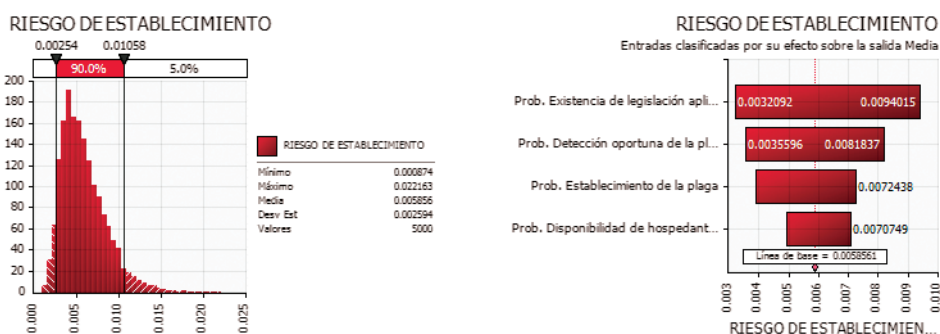 RIESGO DE ESTABLECIMIENTO
0.00254 0.01058
90.0% 5.0%
200
180
160
140
120
100
80
60
40
20
0
0.000 0.005 0.010 0.015 0.020 0.025
RIESGO DE ESTABLECIMIENTO
Mínimo 0.000874
Máximo 0.022163
Media 0.005856
Desv Est 0.002594
Valores 5000
RIESGO DE ESTABLECIMIENTO
Entradas clasificadas por su efecto sobre la salida Media
Prob. Existencia de legislación apli... 0.0032092 0.0094015
Prob. Detección oportuna de la pl... 0.0035596 0.0081837
Prob. Establecimiento de la plaga 0.0072438
Prob. Disponibilidad de hospedant... 0.0070749
Línea de base = 0.0058561
0.003 0.004 0.005 0.006 0.007 0.008 0.009 0.010
RIESGO DE ESTABLECIMIEN...